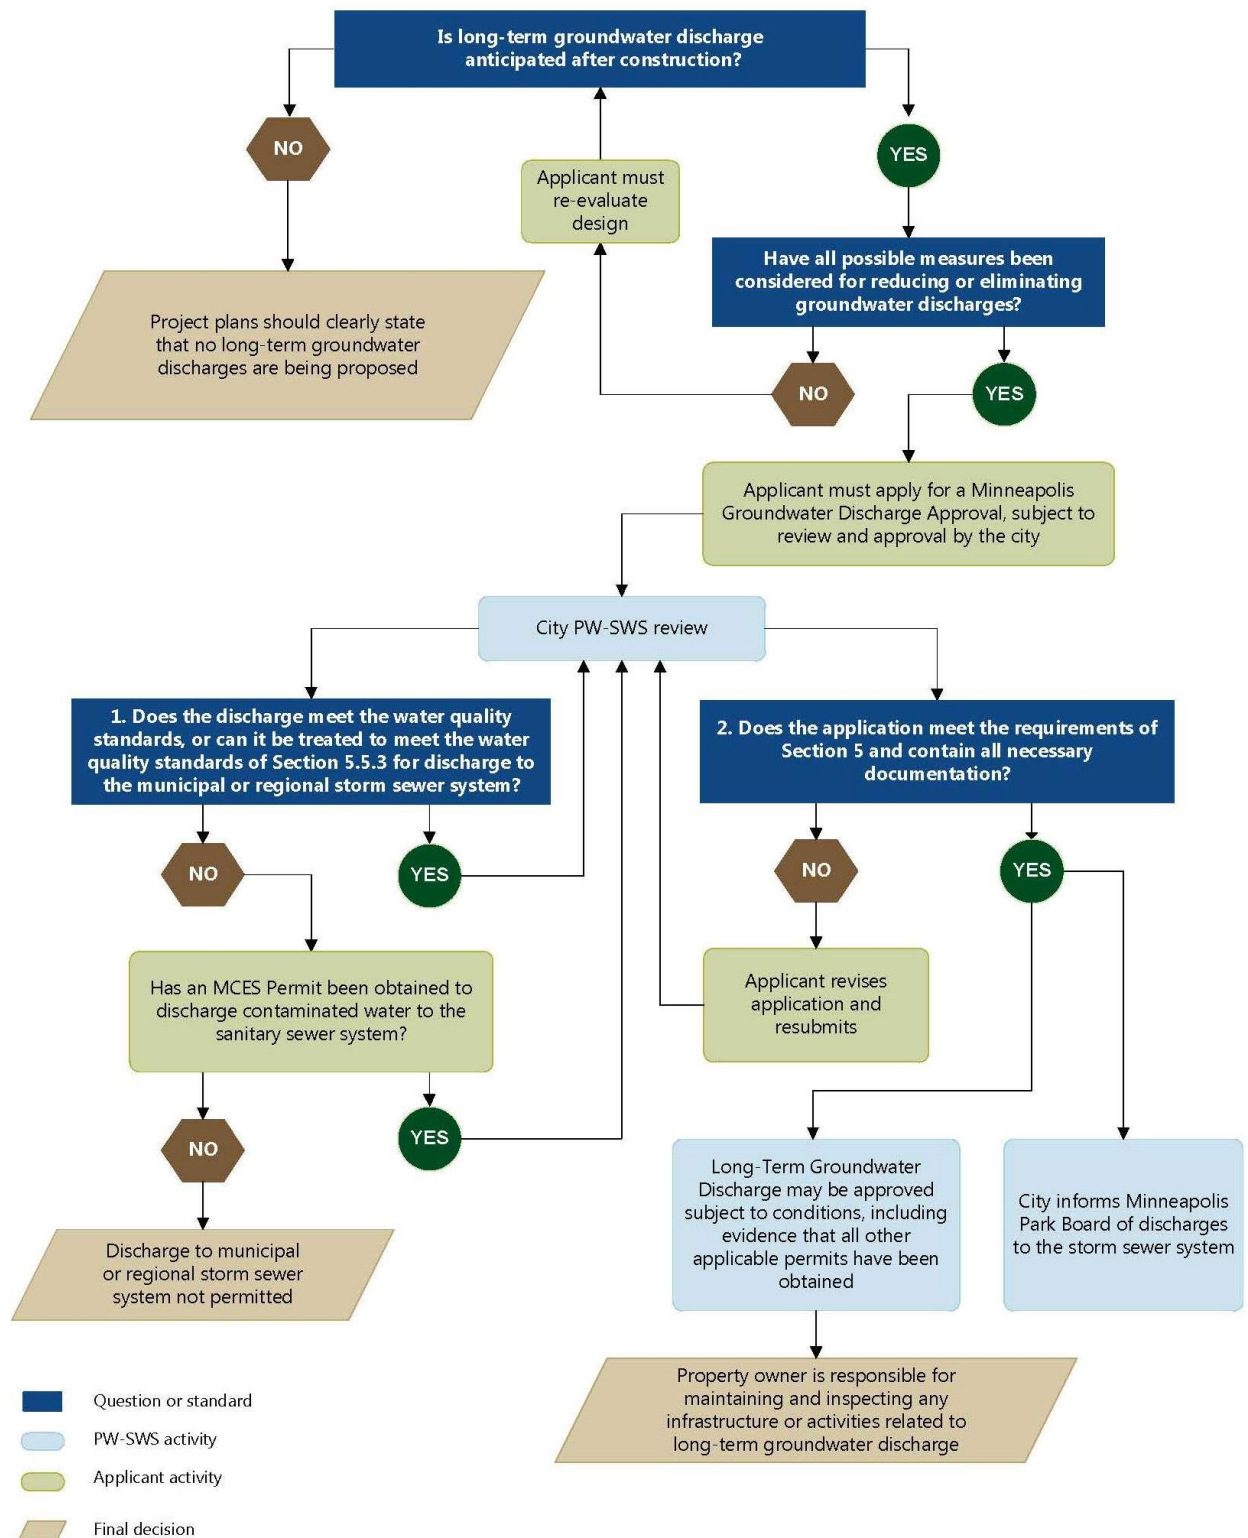 Is long-term groundwater discharge
anticipated after construction?
NO
YES
Applicant must
re-evaluate
design
Have all possible measures been
considered for reducing or eliminating
groundwater discharges?
Project plans should clearly state
that no long-term groundwater
discharges are being proposed
NO
YES
Applicant must apply for a Minneapolis
Groundwater Discharge Approval, subject to
review and approval by the city
City PW-SWS review
1. Does the discharge meet the water quality
standards, or can it be treated to meet the water
quality standards of Section 5.5.3 for discharge to
the municipal or regional storm sewer system?
2. Does the application meet the requirements of
Section 5 and contain all necessary
documentation?
NO
YES
NO
YES
Has an MCES Permit been obtained to
discharge contaminated water to the
sanitary sewer system?
Applicant revises
application and
resubmits
NO
YES
Long-Term Groundwater
Discharge may be approved
subject to conditions, including
evidence that all other
applicable permits have been
obtained
City informs Minneapolis
Park Board of discharges
to the storm sewer system
Discharge to municipal
or regional storm sewer
system not permitted
Property owner is responsible for
maintaining and inspecting any
infrastructure or activities related to
long-term groundwater discharge
Question or standard
PW-SWS activity
Applicant activity
Final decision